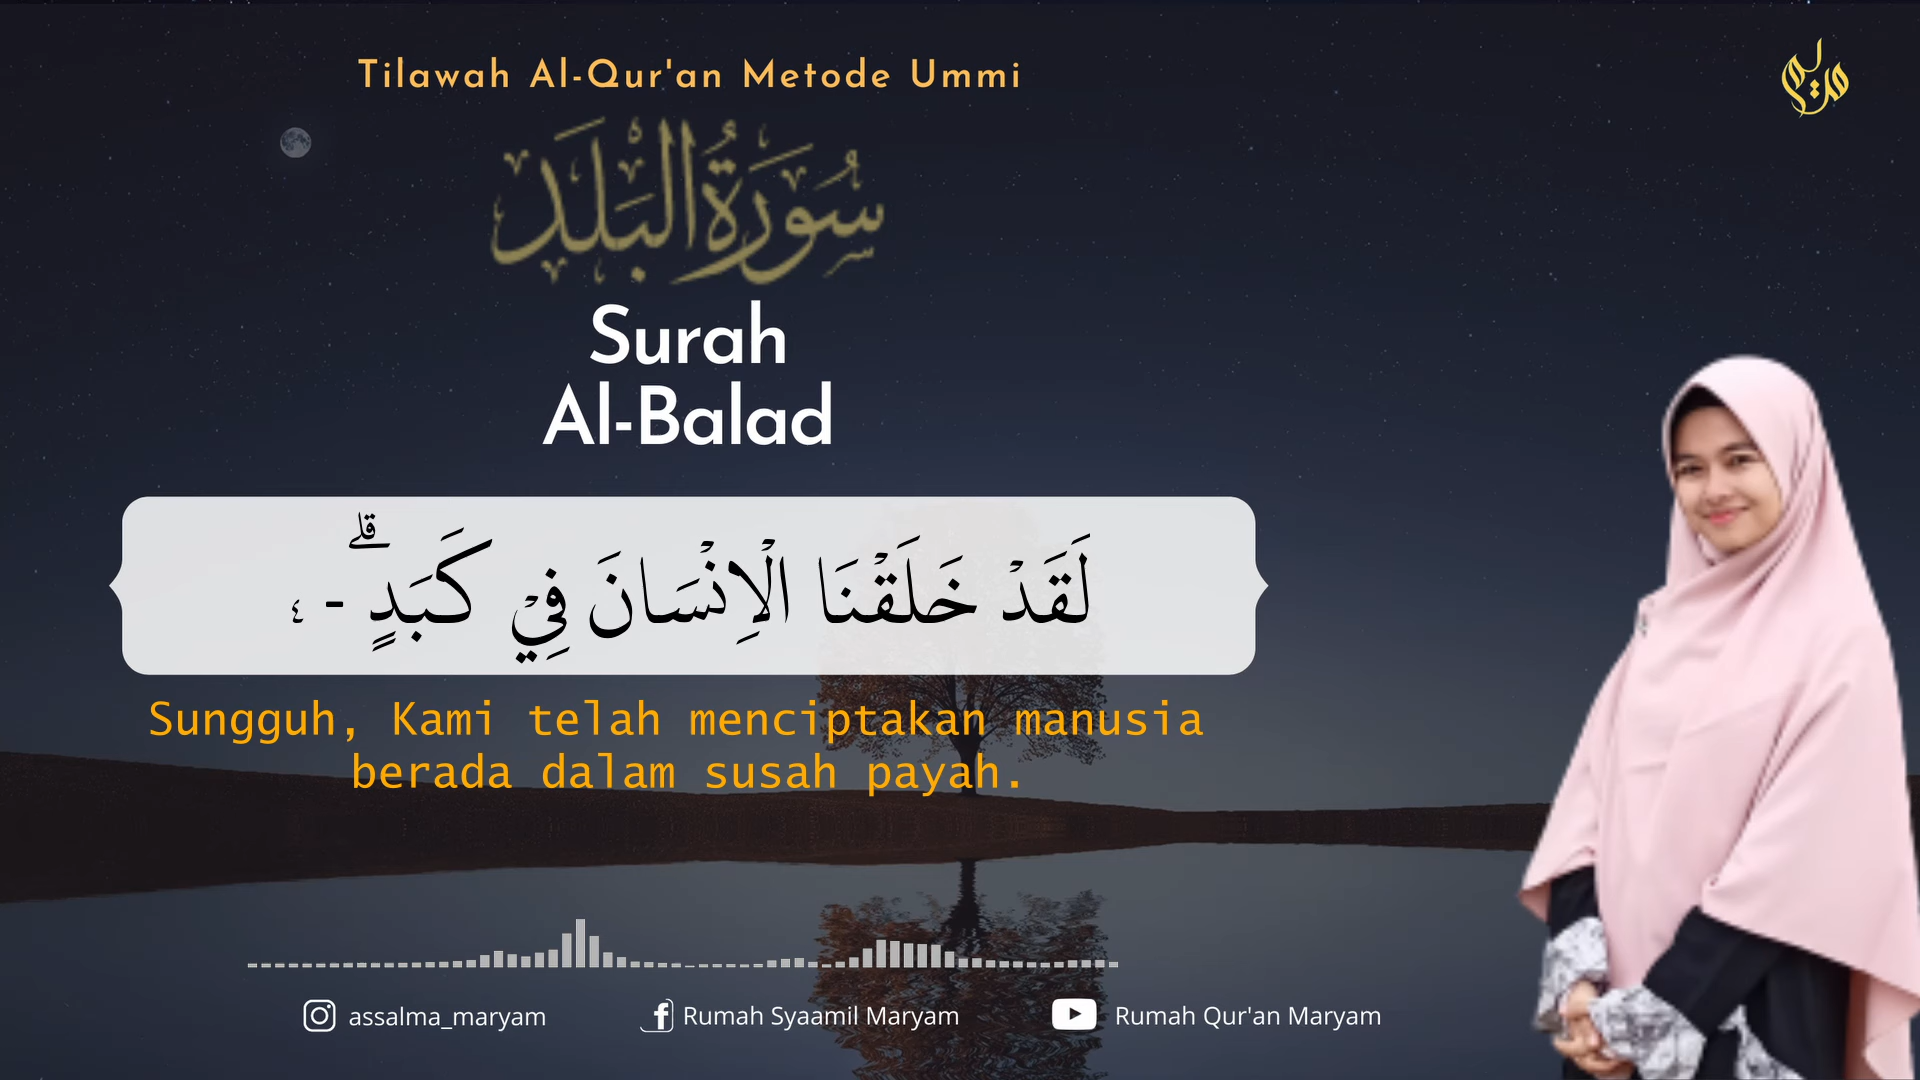 Tilawah Al-Qur'an Metode Ummi
مريم
سُورَةُ البَلَدِ
Surah
Al-Balad
لَقَدْ خَلَقْنَا الْاِنْسَانَ فِيْ كَبَدٍۗ - ٤
Sungguh, Kami telah menciptakan manusia
berada dalam susah payah.
assalma_maryam
Rumah Syaamil Maryam
Rumah Qur'an Maryam